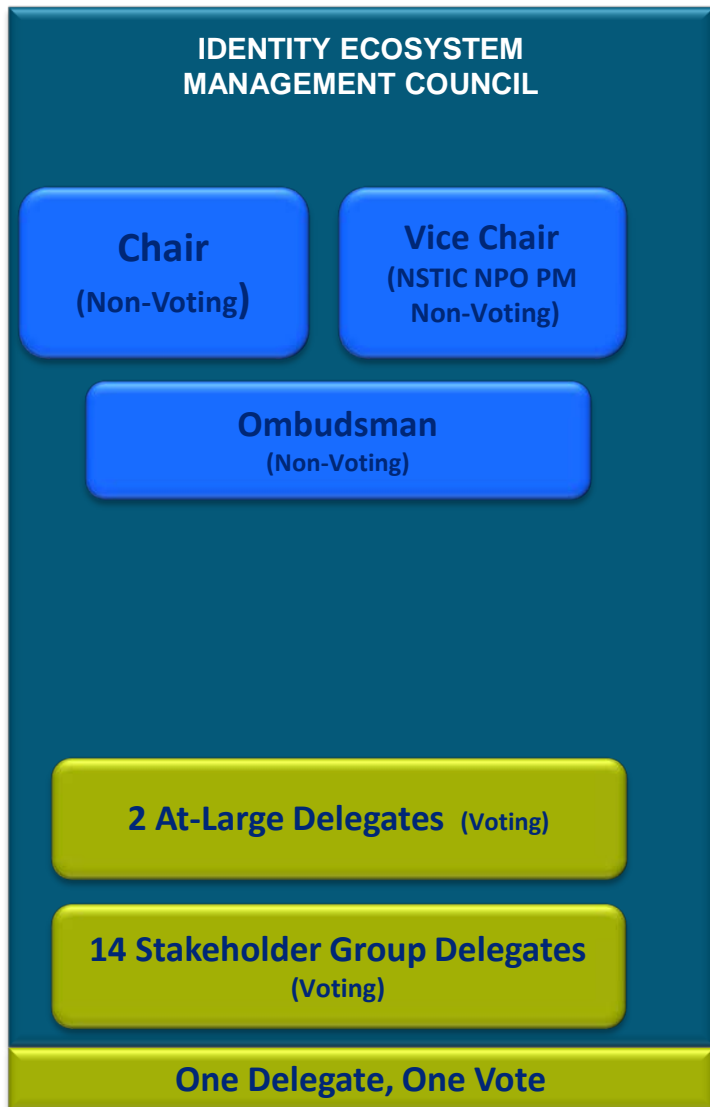 IDENTITY ECOSYSTEM
MANAGEMENT COUNCIL
Chair
(Non-Voting)
Vice Chair
(NSTIC NPO PM
Non-Voting)
Ombudsman
(Non-Voting)
2 At-Large Delegates (Voting)
14 Stakeholder Group Delegates
(Voting)
One Delegate, One Vote